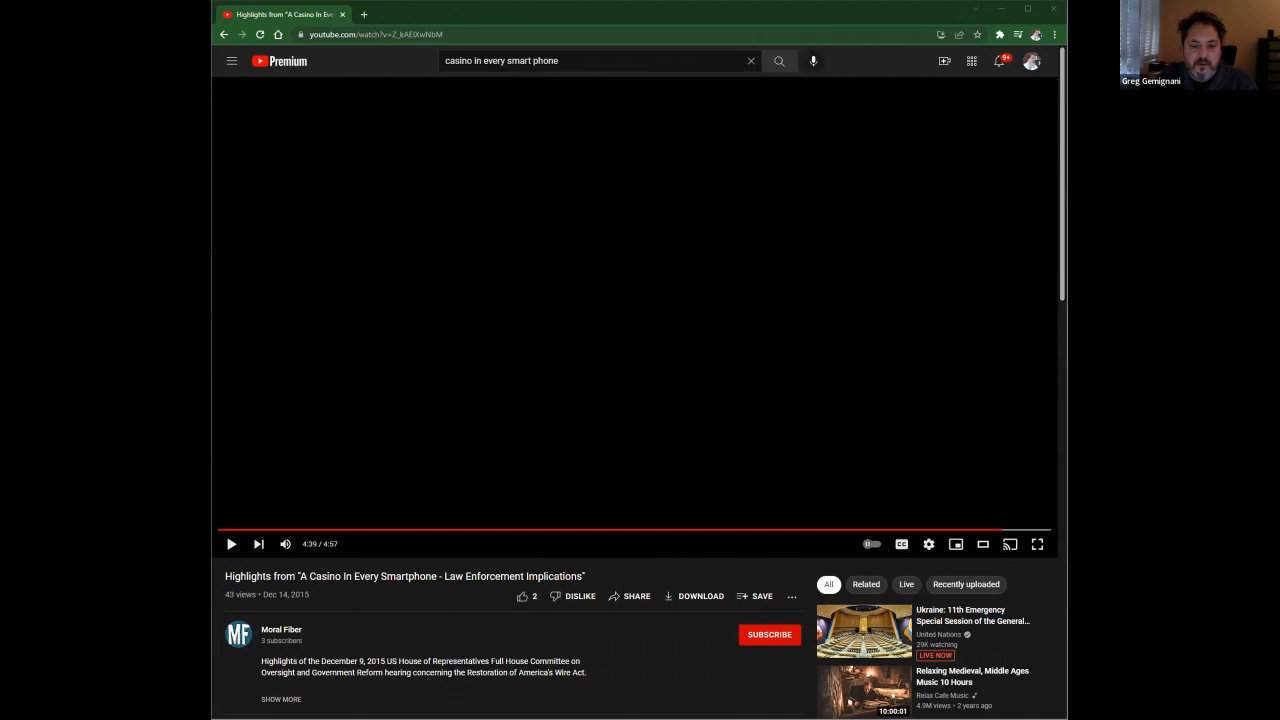 Highlights from "A Casino In Eve
youtube.com/watch?v=Z_kAEIXwNbM
Premium
casino in every smart phone
9+
Greg Gemignani
4:39 / 4:57
CC
Highlights from "A Casino In Every Smartphone - Law Enforcement Implications"
43 views • Dec 14, 2015
2
DISLIKE
SHARE
DOWNLOAD
SAVE
MF
Moral Fiber
3 subscribers
SUBSCRIBE
Highlights of the December 9, 2015 US House of Representatives Full House Committee on
Oversight and Government Reform hearing concerning the Restoration of America's Wire Act.
SHOW MORE
All
Related
Live
Recently uploaded
Ukraine: 11th Emergency
Special Session of the General...
United Nations
29K watching
LIVE NOW
Relaxing Medieval, Middle Ages
Music 10 Hours
Relax Cafe Music
4.9M views • 2 years ago
10:00:01